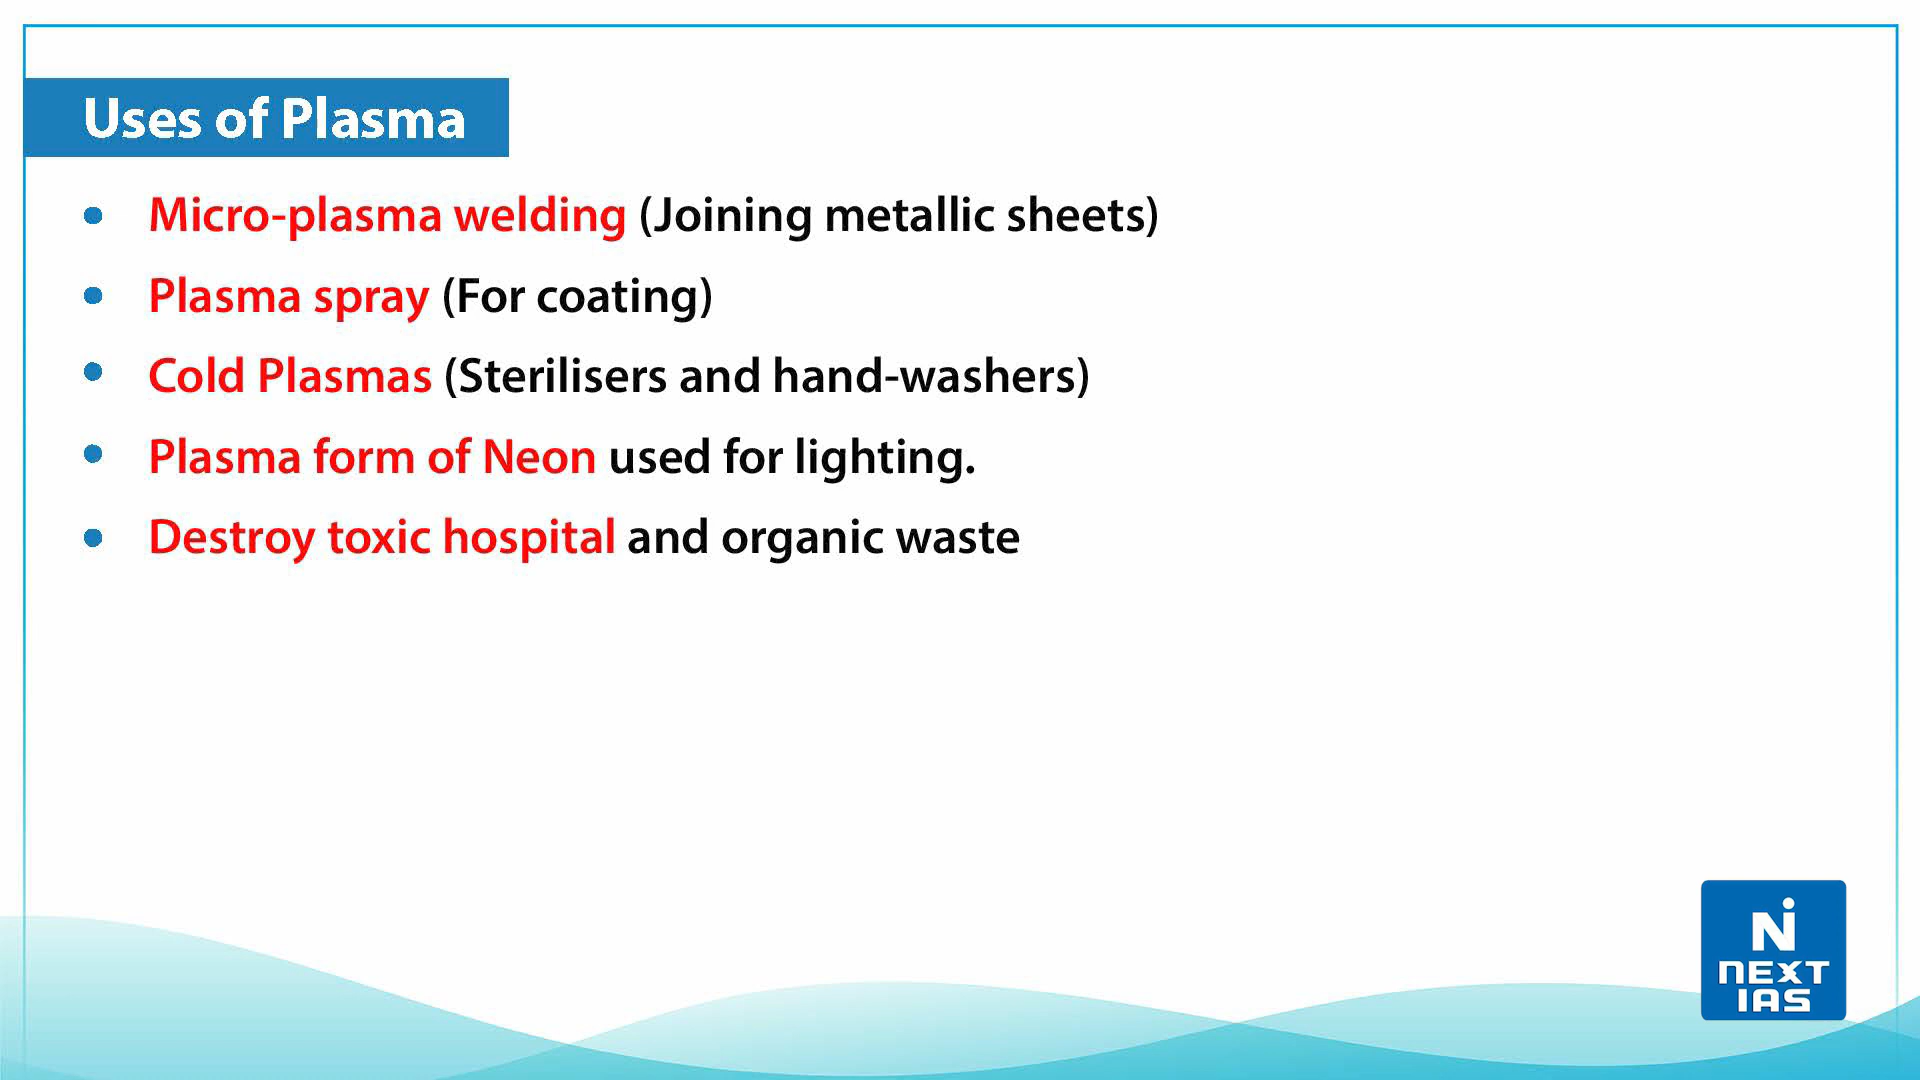 Uses of Plasma
• Micro-plasma welding (Joining metallic sheets)
• Plasma spray (For coating)
• Cold Plasmas (Sterilisers and hand-washers)
• Plasma form of Neon used for lighting.
• Destroy toxic hospital and organic waste
N
NEXT
IAS